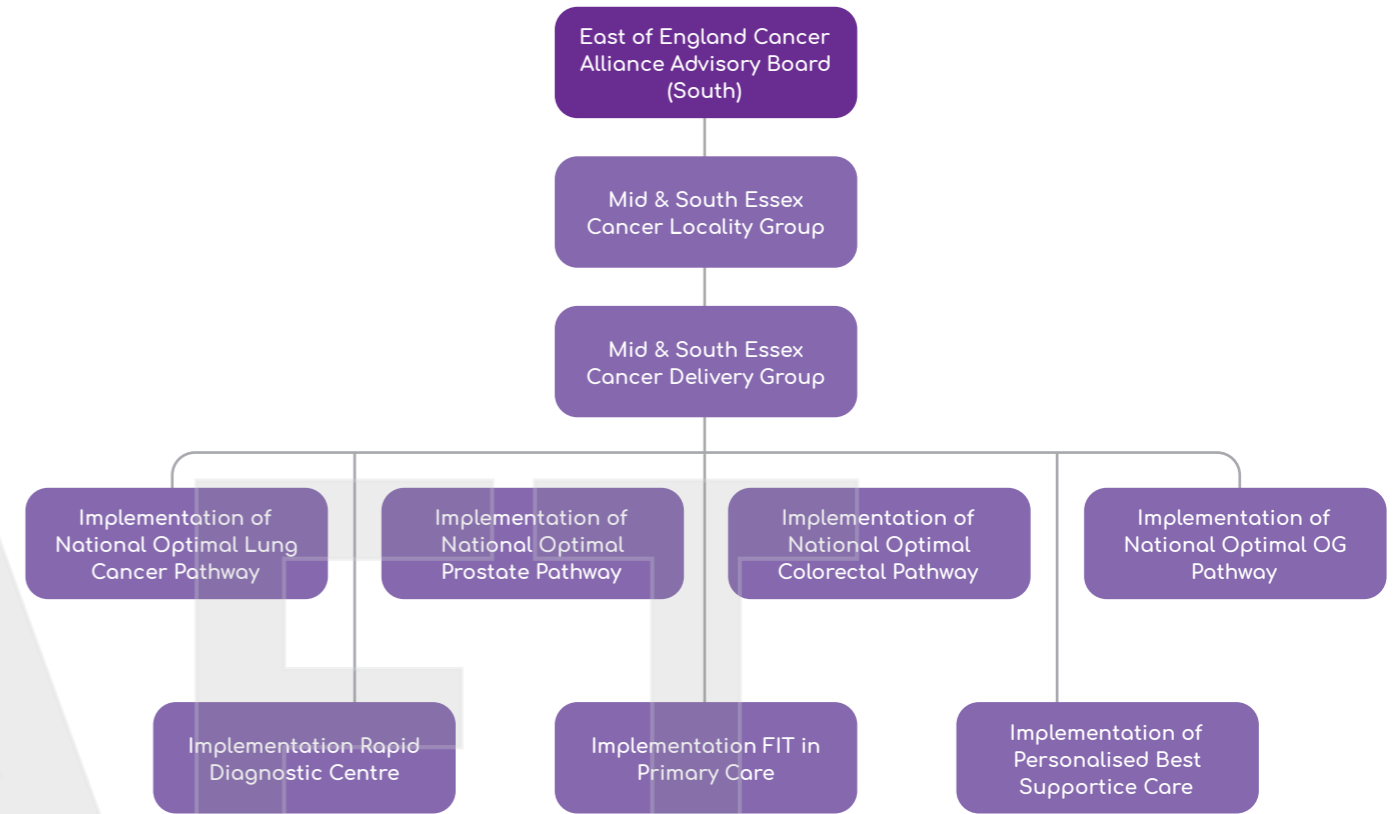 East of England Cancer
Alliance Advisory Board
(South)
Mid & South Essex
Cancer Locality Group
Mid & South Essex
Cancer Delivery Group
Implementation of
National Optimal Lung
Cancer Pathway
Implementation of
National Optimal
Prostate Pathway
Implementation of
National Optimal
Colorectal Pathway
Implementation of
National Optimal OG
Pathway
Implementation Rapid
Diagnostic Centre
Implementation FIT in
Primary Care
Implementation of
Personalised Best
Supportice Care